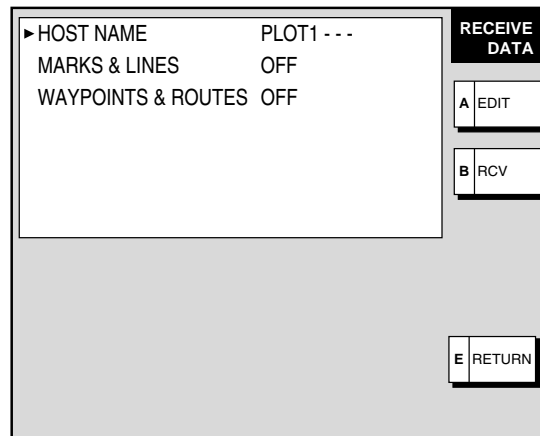 ►HOST NAME PLOT1 - - -
MARKS & LINES OFF
WAYPOINTS & ROUTES OFF
RECEIVE
DATA
A EDIT
B RCV
E RETURN